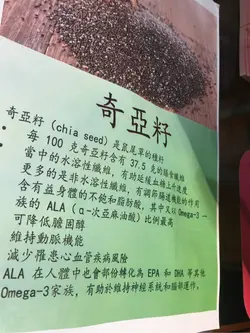 奇亞籽
奇亞籽 (chia seed) 是鼠尾草的種籽
每 100 克奇亞籽含有 37.5 克的膳食纖維
當中的水溶性纖維,有助延緩血糖上升速度
更多的是非水溶性纖維,有調節腸道機能的作用
含有益身體的不飽和脂肪酸,其中又以 Omega-3 一
族的 ALA (α-次亞麻油酸) 比例最高
可降低膽固醇
維持動脈機能
減少罹患心血管疾病風險
ALA 在人體中也會部份轉化為 EPA 和 DHA 等其他
Omega-3家族,有助於維持神經系統和腦部運作。